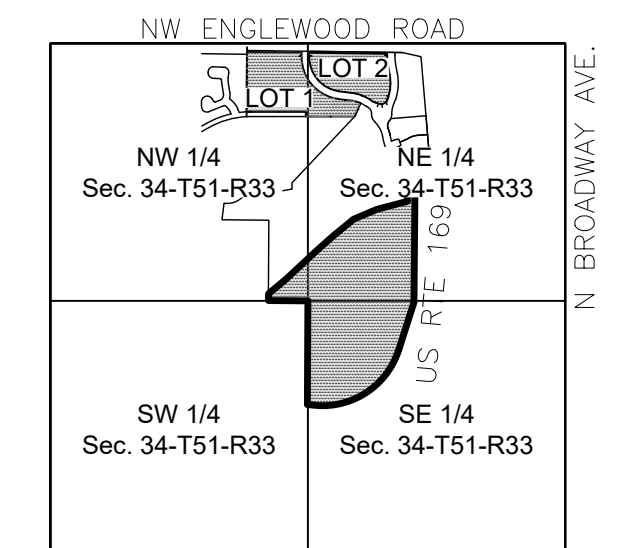 NW ENGLEWOOD ROAD
N BROADWAY AVE.
LOT 2
LOT 1
NW 1/4
Sec. 34-T51-R33
NE 1/4
Sec. 34-T51-R33
US RTE 169
SW 1/4
Sec. 34-T51-R33
SE 1/4
Sec. 34-T51-R33